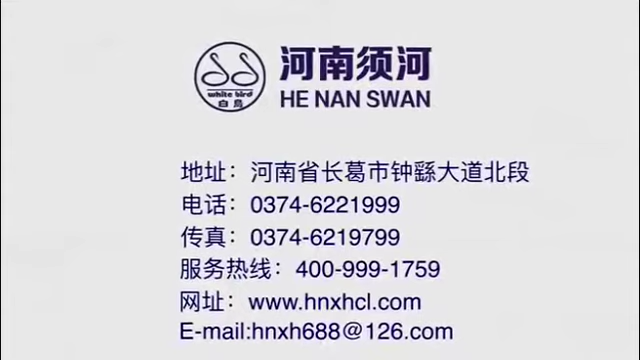 white bird
白鸟
河南须河
HE NAN SWAN
地址：河南省长葛市钟繇大道北段
电话：0374-6221999
传真：0374-6219799
服务热线：400-999-1759
网址：www.hnxhcl.com
E-mail:hnxh688@126.com